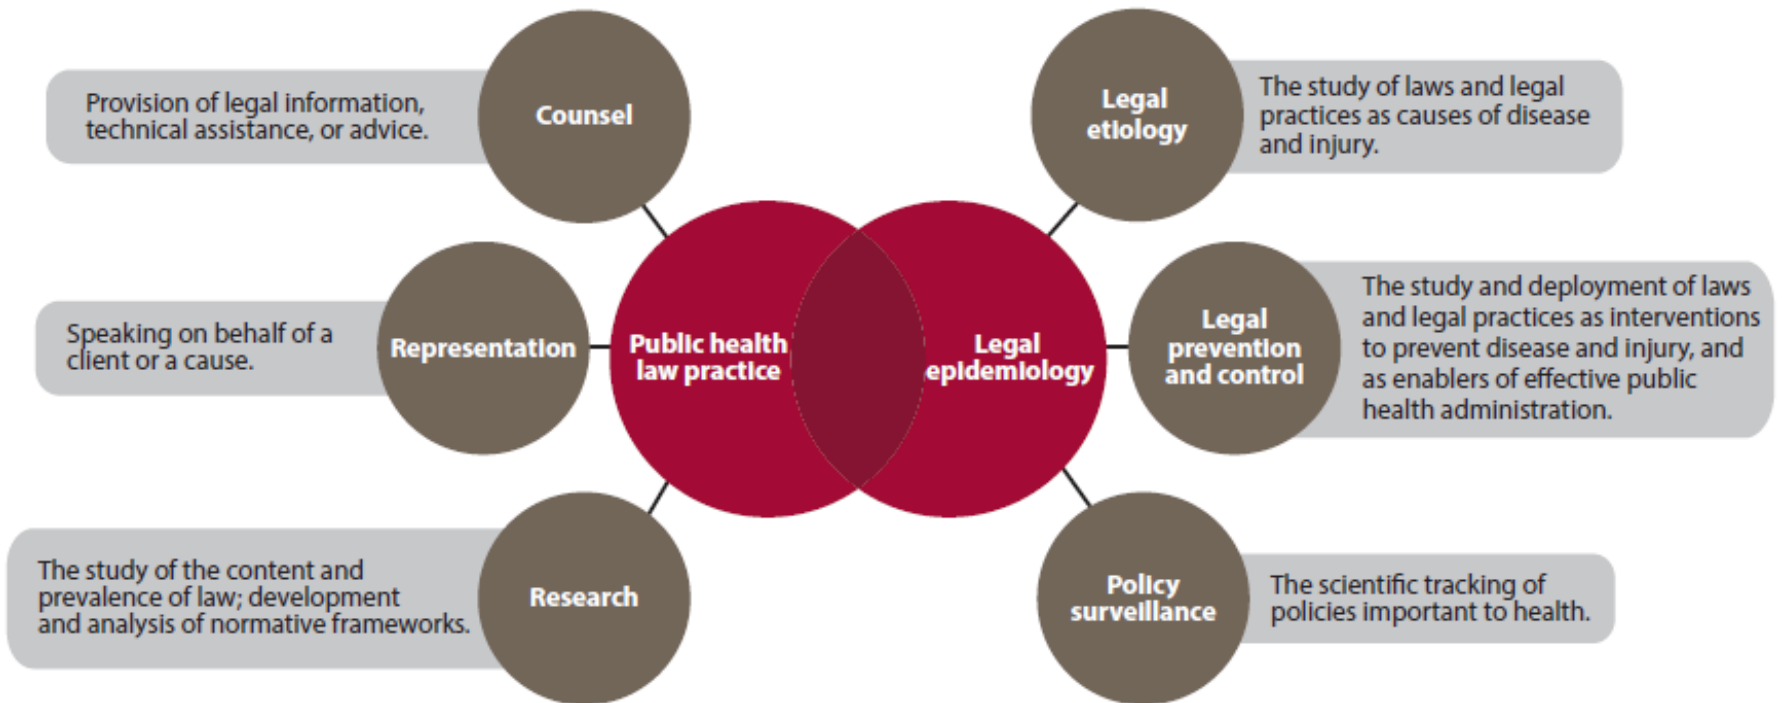 Provision of legal information,
technical assistance, or advice.
Counsel
Speaking on behalf of a
client or a cause.
Representation
The study of the content and
prevalence of law; development
and analysis of normative frameworks.
Research
Public health
law practice
Legal
epidemiology
Legal
etiology
The study of laws and legal
practices as causes of disease
and injury.
Legal
prevention
and control
The study and deployment of laws
and legal practices as interventions
to prevent disease and injury, and
as enablers of effective public
health administration.
Policy
surveillance
The scientific tracking of
policies important to health.